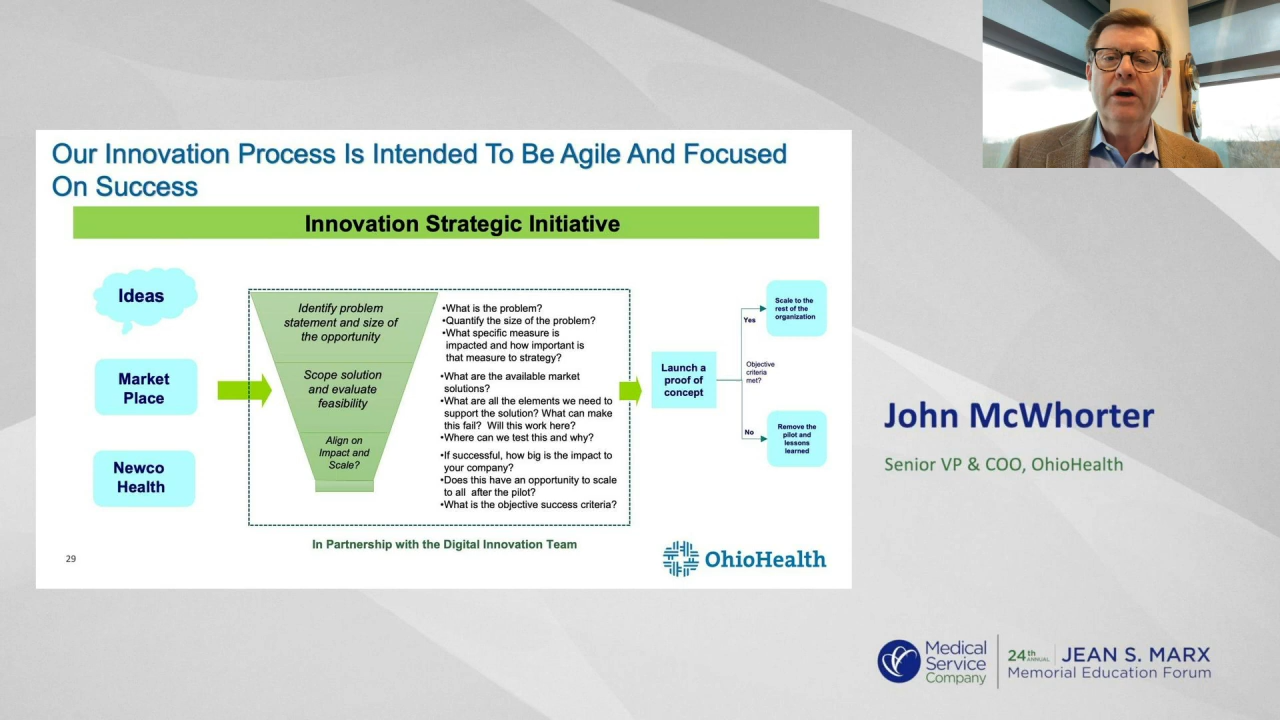 Our Innovation Process Is Intended To Be Agile And Focused
On Success
Innovation Strategic Initiative
Ideas
Market
Place
Newco
Health
Identify problem
statement and size of
the opportunity
Scope solution
and evaluate
feasibility
Align on
Impact and
Scale?
•What is the problem?
•Quantify the size of the problem?
•What specific measure is
impacted and how important is
that measure to strategy?
•What are the available market
solutions?
•What are all the elements we need to
support the solution? What can make
this fail? Will this work here?
•Where can we test this and why?
•If successful, how big is the impact to
your company?
•Does this have an opportunity to scale
to all after the pilot?
•What is the objective success criteria?
Launch a
proof of
concept
Yes
Objective
criteria
met?
No
Scale to the
rest of the
organization
Remove the
pilot and
lessons
learned
In Partnership with the Digital Innovation Team
29
OhioHealth
John McWhorter
Senior VP & COO, OhioHealth
Medical
Service
Company
24th ANNUAL JEAN S. MARX
Memorial Education Forum